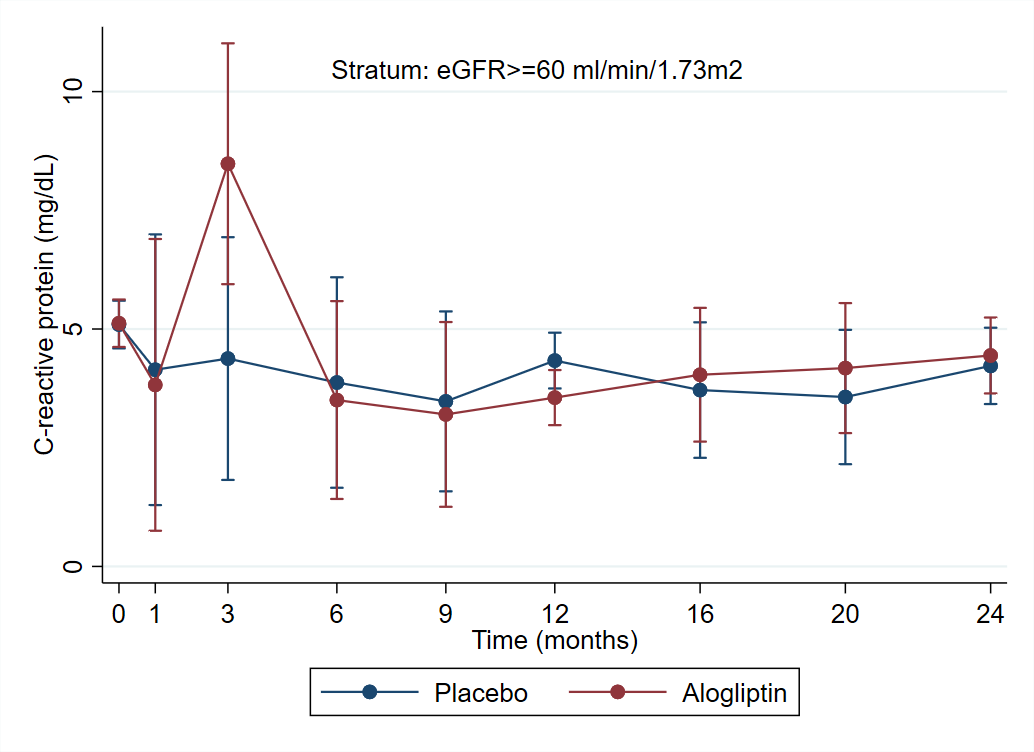 Stratum: eGFR>=60 ml/min/1.73m2
C-reactive protein (mg/dL)
10
5
0
0 1 3 6 9 12 16 20 24
Time (months)
Placebo Alogliptin